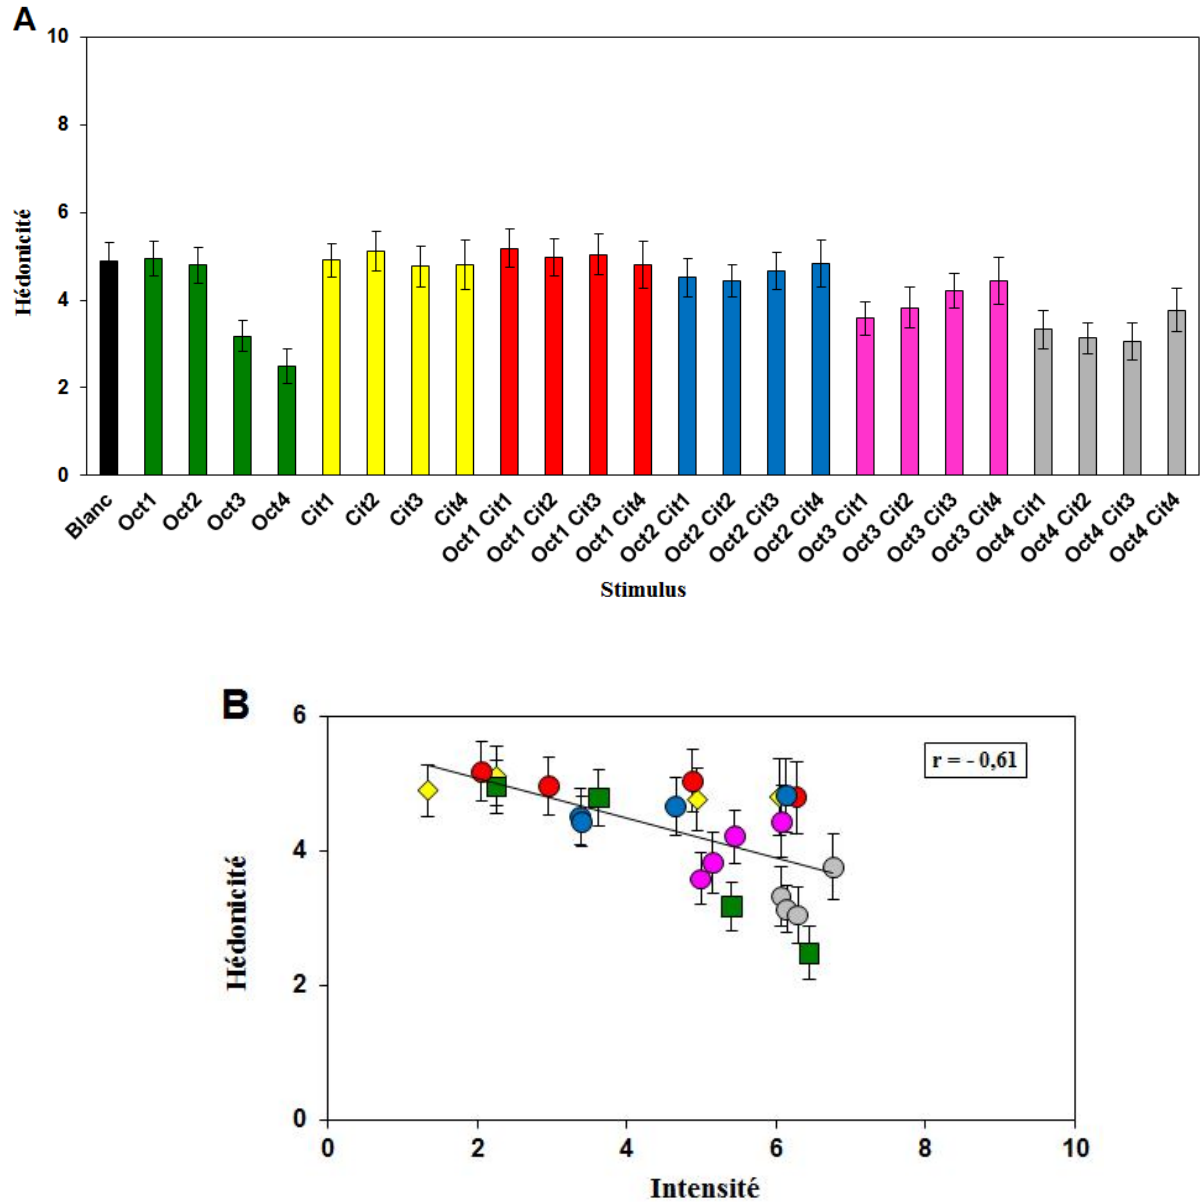 A
10
8
6
4
2
0
Hédonicité
Blanc
Oct1
Oct2
Oct3
Oct4
Cit1
Cit2
Cit3
Cit4
Oct1 Cit1
Oct1 Cit2
Oct1 Cit3
Oct1 Cit4
Oct2 Cit1
Oct2 Cit2
Oct2 Cit3
Oct2 Cit4
Oct3 Cit1
Oct3 Cit2
Oct3 Cit3
Oct3 Cit4
Oct4 Cit1
Oct4 Cit2
Oct4 Cit3
Oct4 Cit4
Stimulus
B
6
4
2
0
Hédonicité
r = - 0,61
0
2
4
6
8
10
Intensité